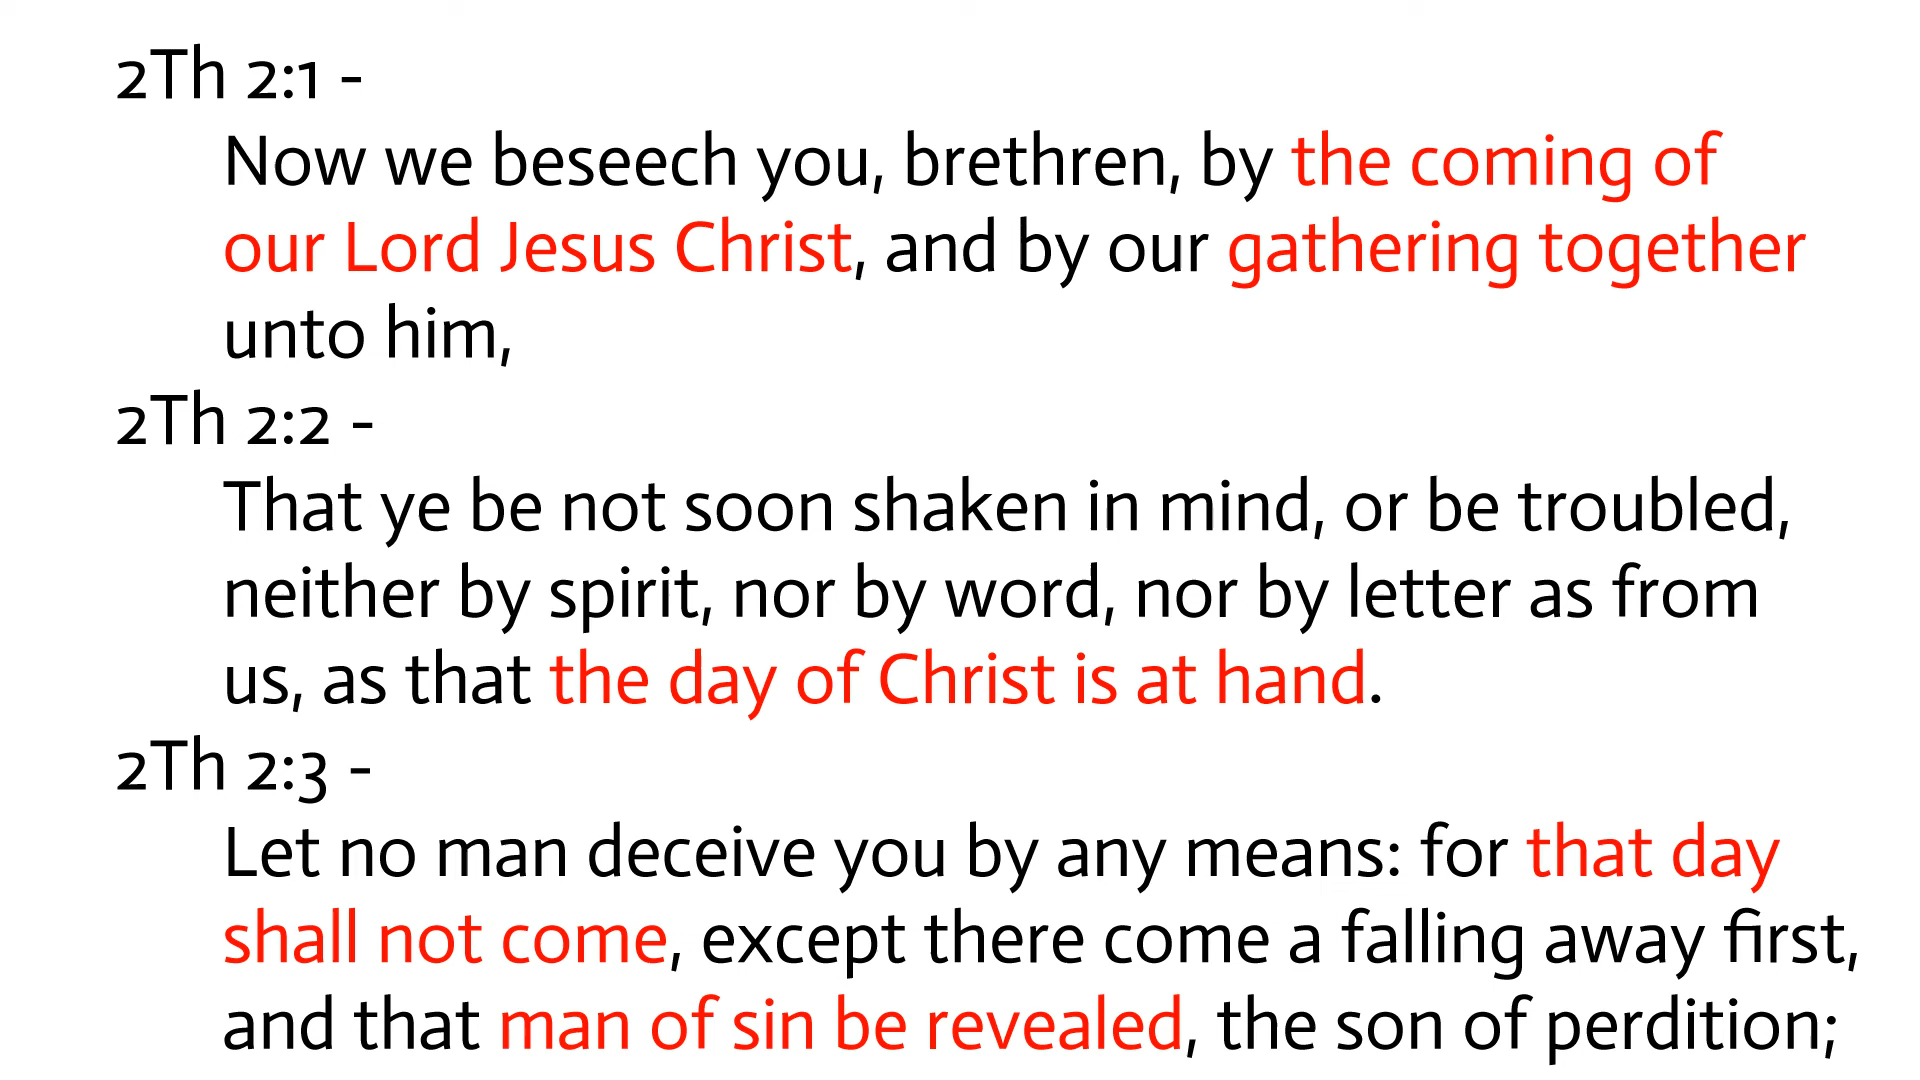 2Th 2:1 -
Now we beseech you, brethren, by the coming of
our Lord Jesus Christ, and by our gathering together
unto him,
2Th 2:2 -
That ye be not soon shaken in mind, or be troubled,
neither by spirit, nor by word, nor by letter as from
us, as that the day of Christ is at hand.
2Th 2:3 -
Let no man deceive you by any means: for that day
shall not come, except there come a falling away first,
and that man of sin be revealed, the son of perdition;